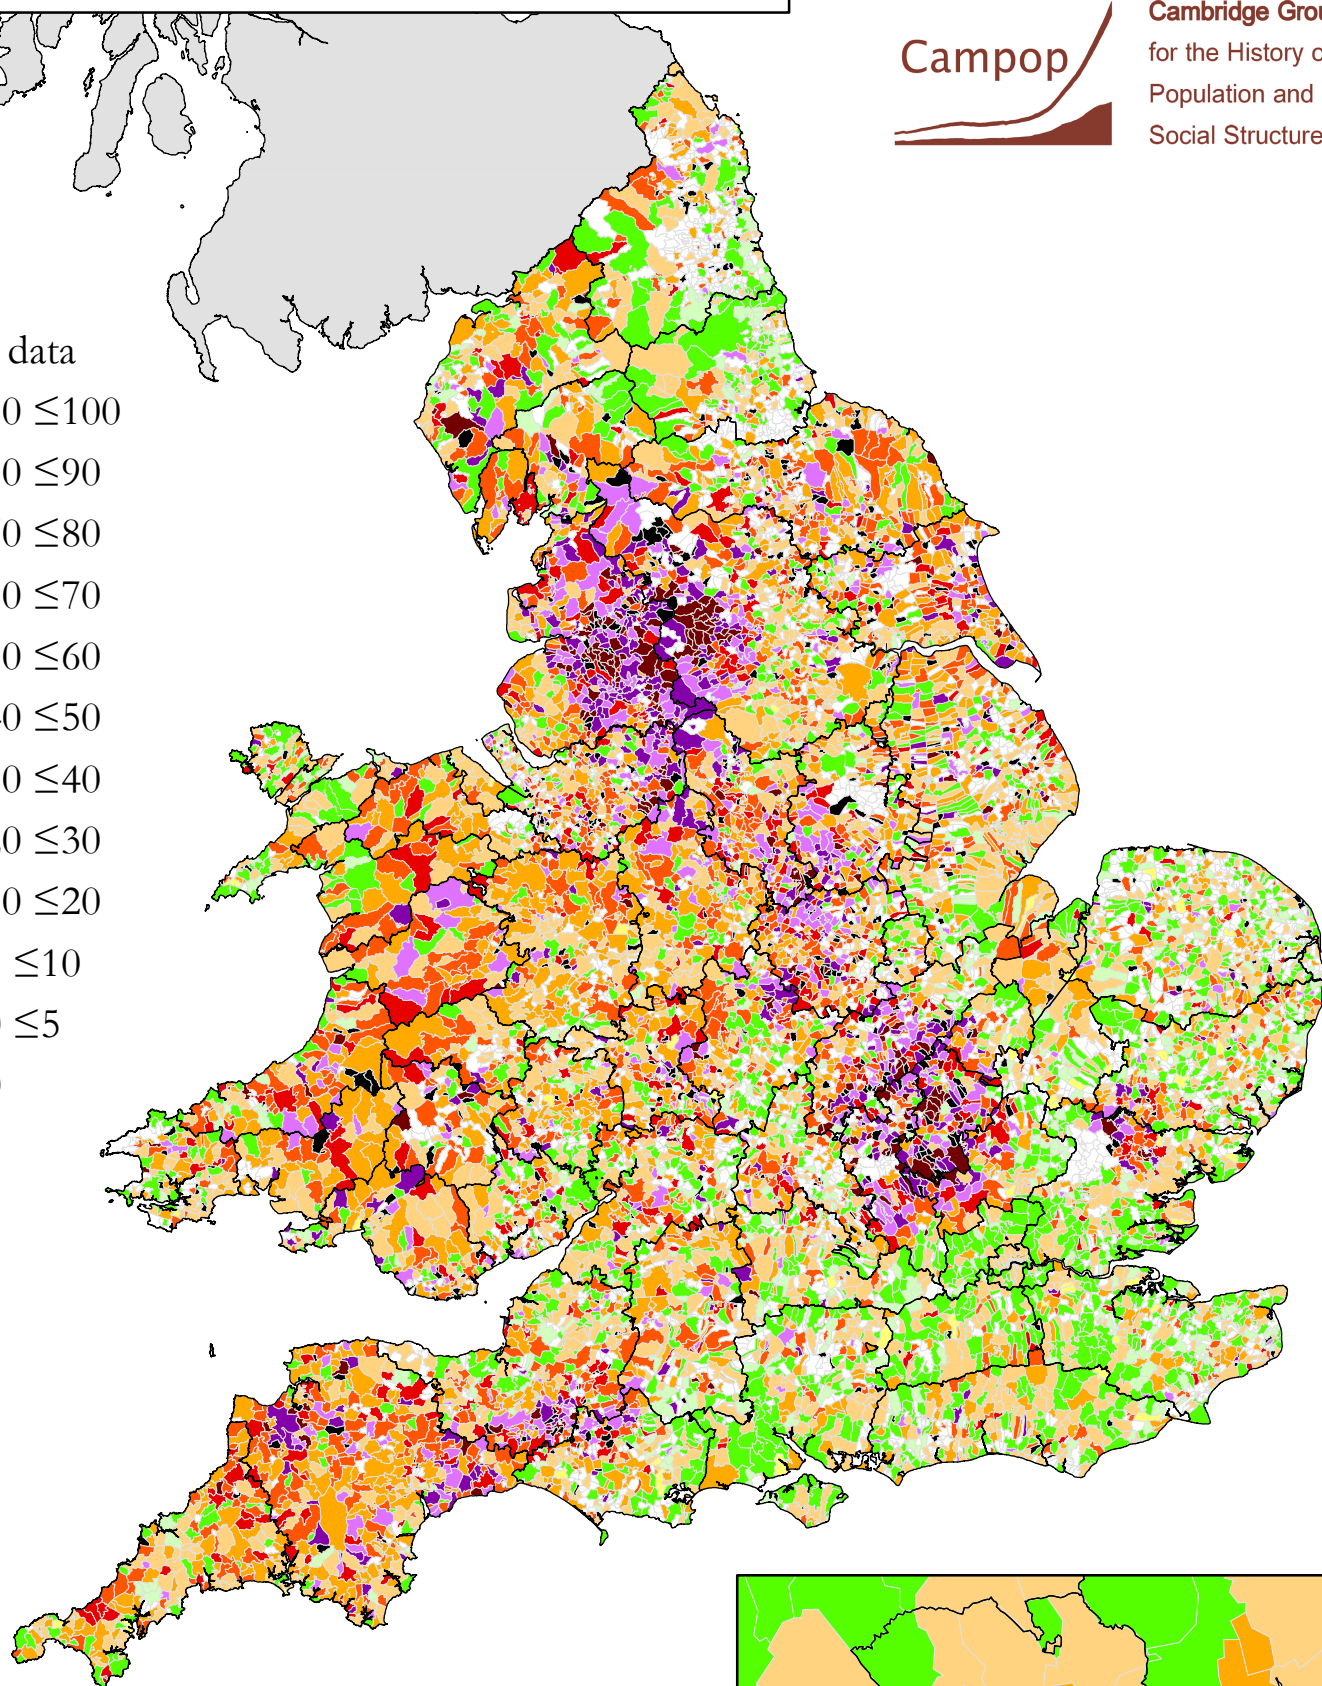 Campop
Cambridge Grou
for the History o
Population and
Social Structure
data
0 ≤100
0 ≤90
0 ≤80
0 ≤70
0 ≤60
0 ≤50
0 ≤40
0 ≤30
0 ≤20
≤10
≤5